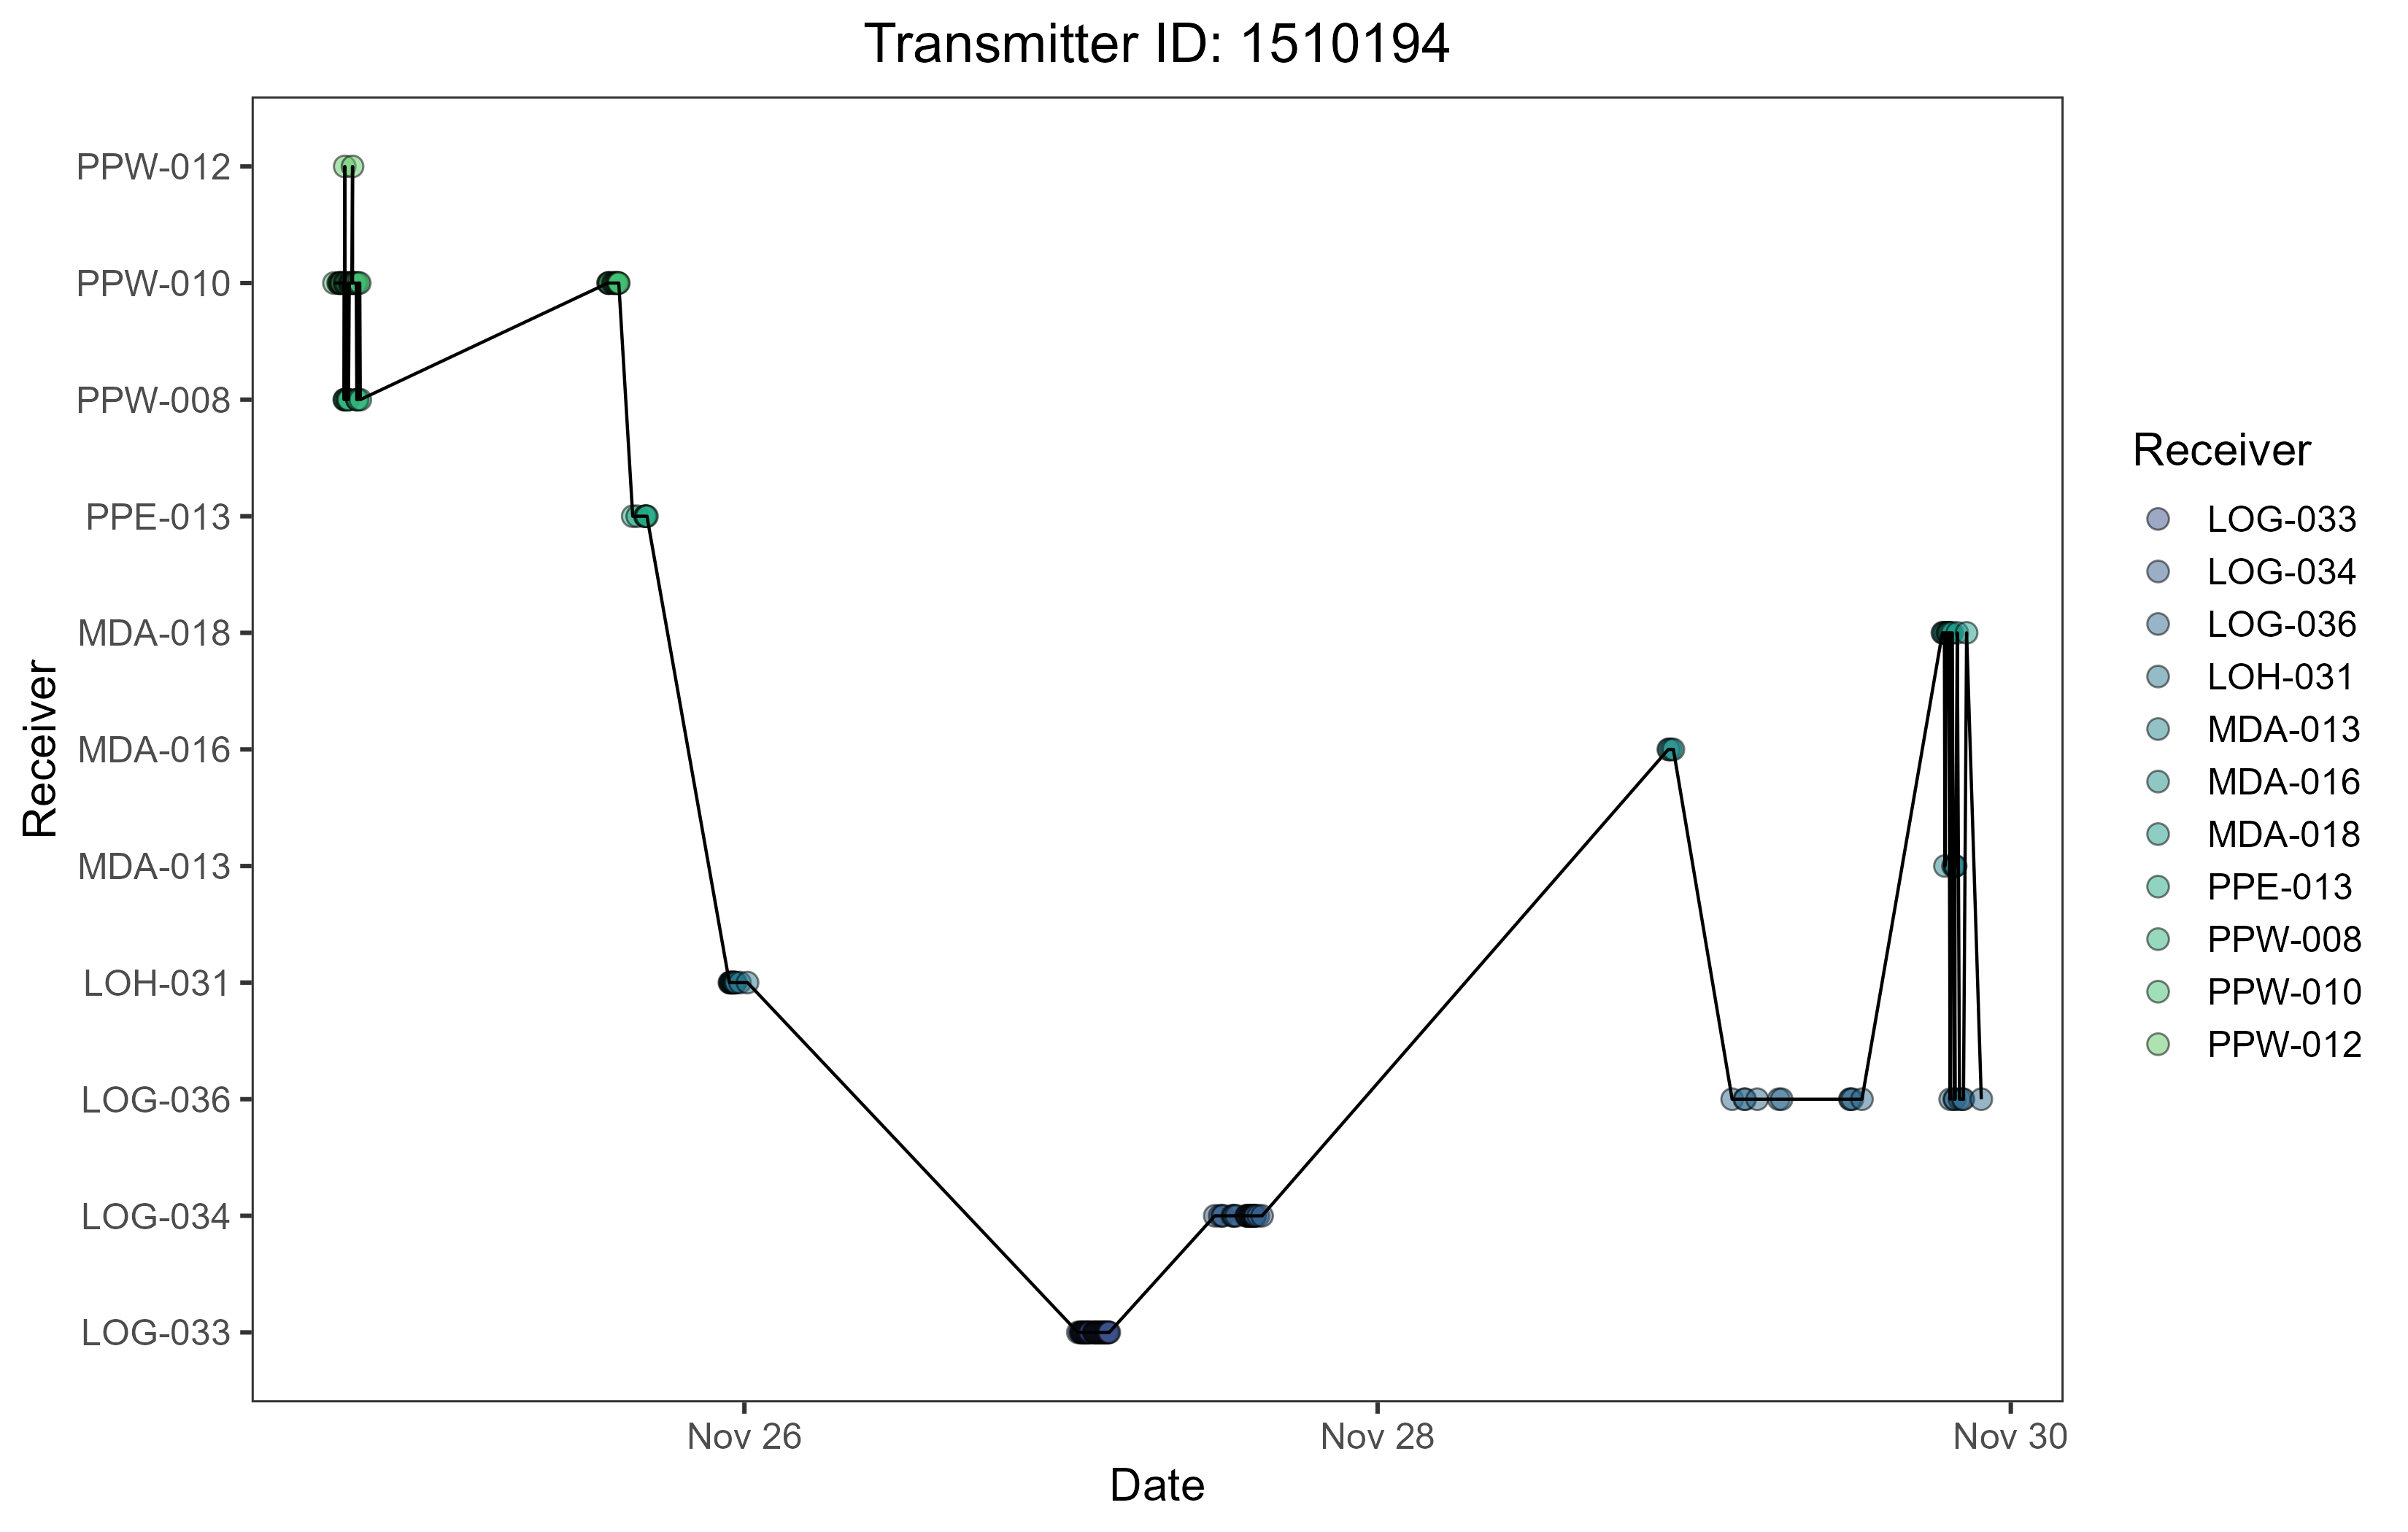 Transmitter ID: 1510194
Receiver
PPW-012
PPW-010
PPW-008
PPE-013
MDA-018
MDA-016
MDA-013
LOH-031
LOG-036
LOG-034
LOG-033
Nov 26
Nov 28
Nov 30
Date
Receiver
LOG-033
LOG-034
LOG-036
LOH-031
MDA-013
MDA-016
MDA-018
PPE-013
PPW-008
PPW-010
PPW-012